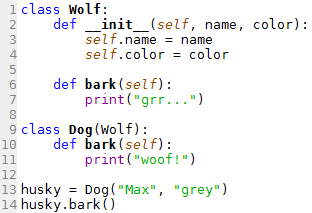 1 class Wolf:
2     def __init__(self, name, color):
3         self.name = name
4         self.color = color
5
6     def bark(self):
7         print("grr...")
8
9 class Dog(Wolf):
10     def bark(self):
11         print("woof!")
12
13 husky = Dog("Max", "grey")
14 husky.bark()